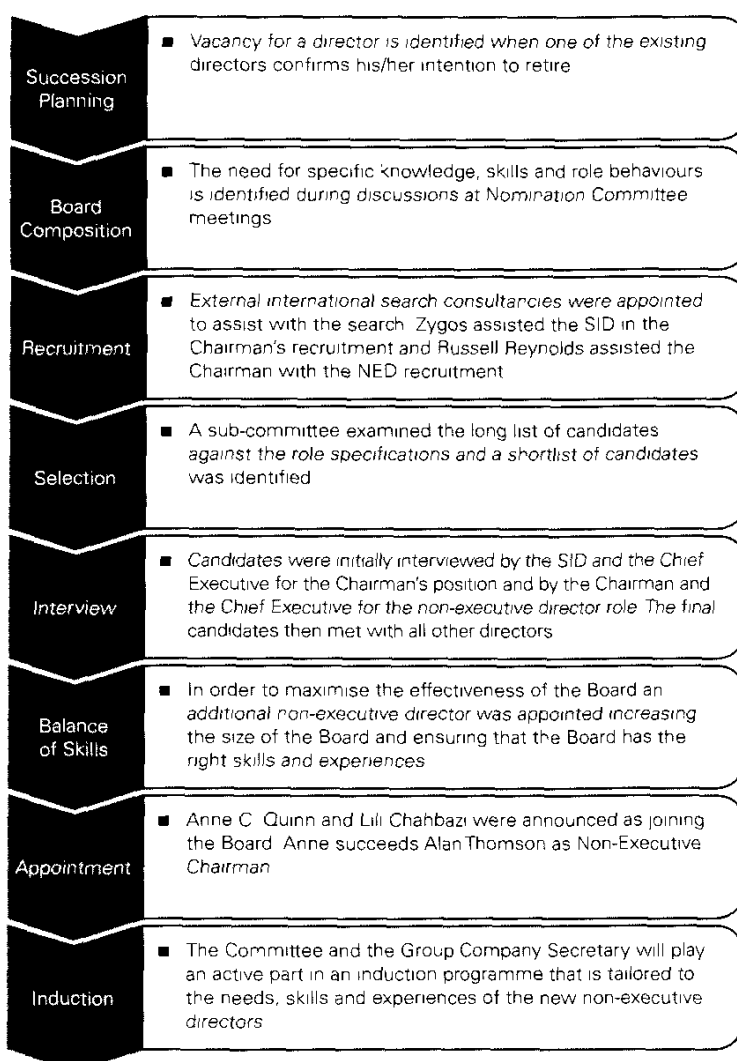 Succession
Planning
■ Vacancy for a director is identified when one of the existing
directors confirms his/her intention to retire
Board
Composition
■ The need for specific knowledge, skills and role behaviours
is identified during discussions at Nomination Committee
meetings
Recruitment
■ External international search consultancies were appointed
to assist with the search Zygos assisted the SID in the
Chairman's recruitment and Russell Reynolds assisted the
Chairman with the NED recruitment
Selection
■ A sub-committee examined the long list of candidates
against the role specifications and a shortlist of candidates
was identified
Interview
■ Candidates were initially interviewed by the SID and the Chief
Executive for the Chairman's position and by the Chairman and
the Chief Executive for the non-executive director role The final
candidates then met with all other directors
Balance
of Skills
■ In order to maximise the effectiveness of the Board an
additional non-executive director was appointed increasing
the size of the Board and ensuring that the Board has the
right skills and experiences
Appointment
■ Anne C Quinn and Lili Chahbazi were announced as joining
the Board Anne succeeds Alan Thomson as Non-Executive
Chairman
Induction
■ The Committee and the Group Company Secretary will play
an active part in an induction programme that is tailored to
the needs, skills and experiences of the new non-executive
directors